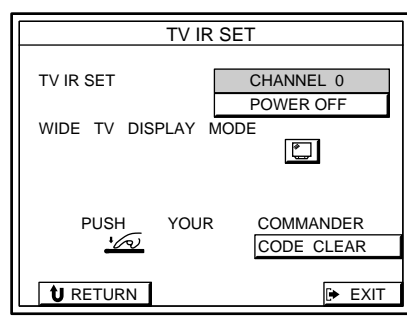 TV IR SET
TV IR SET CHANNEL 0
POWER OFF
WIDE TV DISPLAY MODE
PUSH YOUR COMMANDER
CODE CLEAR
RETURN EXIT